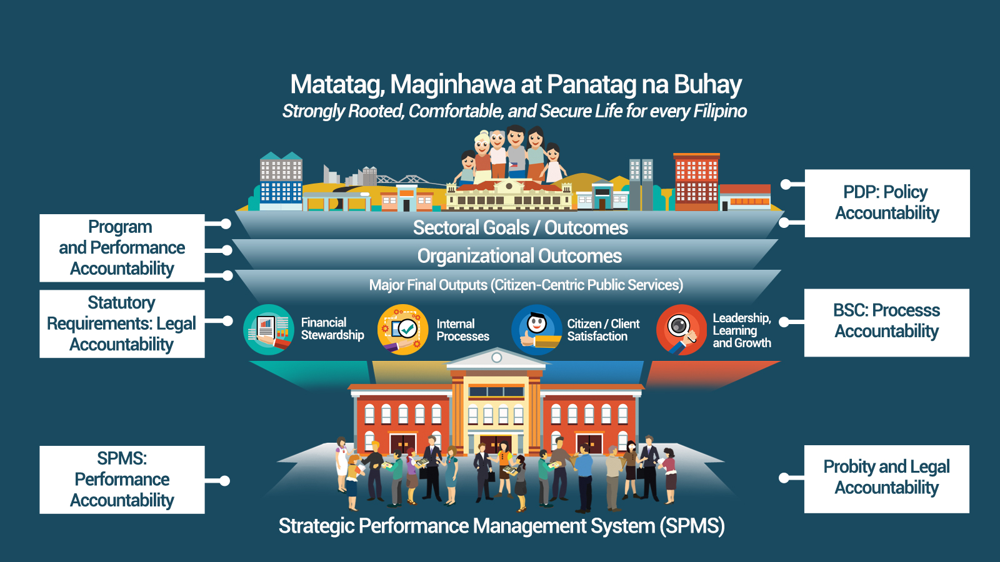 Matatag, Maginhawa at Panatag na Buhay
Strongly Rooted, Comfortable, and Secure Life for every Filipino
PDP: Policy
Accountability
Program
and Performance
Accountability
Sectoral Goals / Outcomes
Organizational Outcomes
Major Final Outputs (Citizen-Centric Public Services)
Statutory
Requirements: Legal
Accountability
Financial
Stewardship
Internal
Processes
Citizen / Client
Satisfaction
Leadership,
Learning
and Growth
BSC: Processs
Accountability
SPMS:
Performance
Accountability
Probity and Legal
Accountability
Strategic Performance Management System (SPMS)